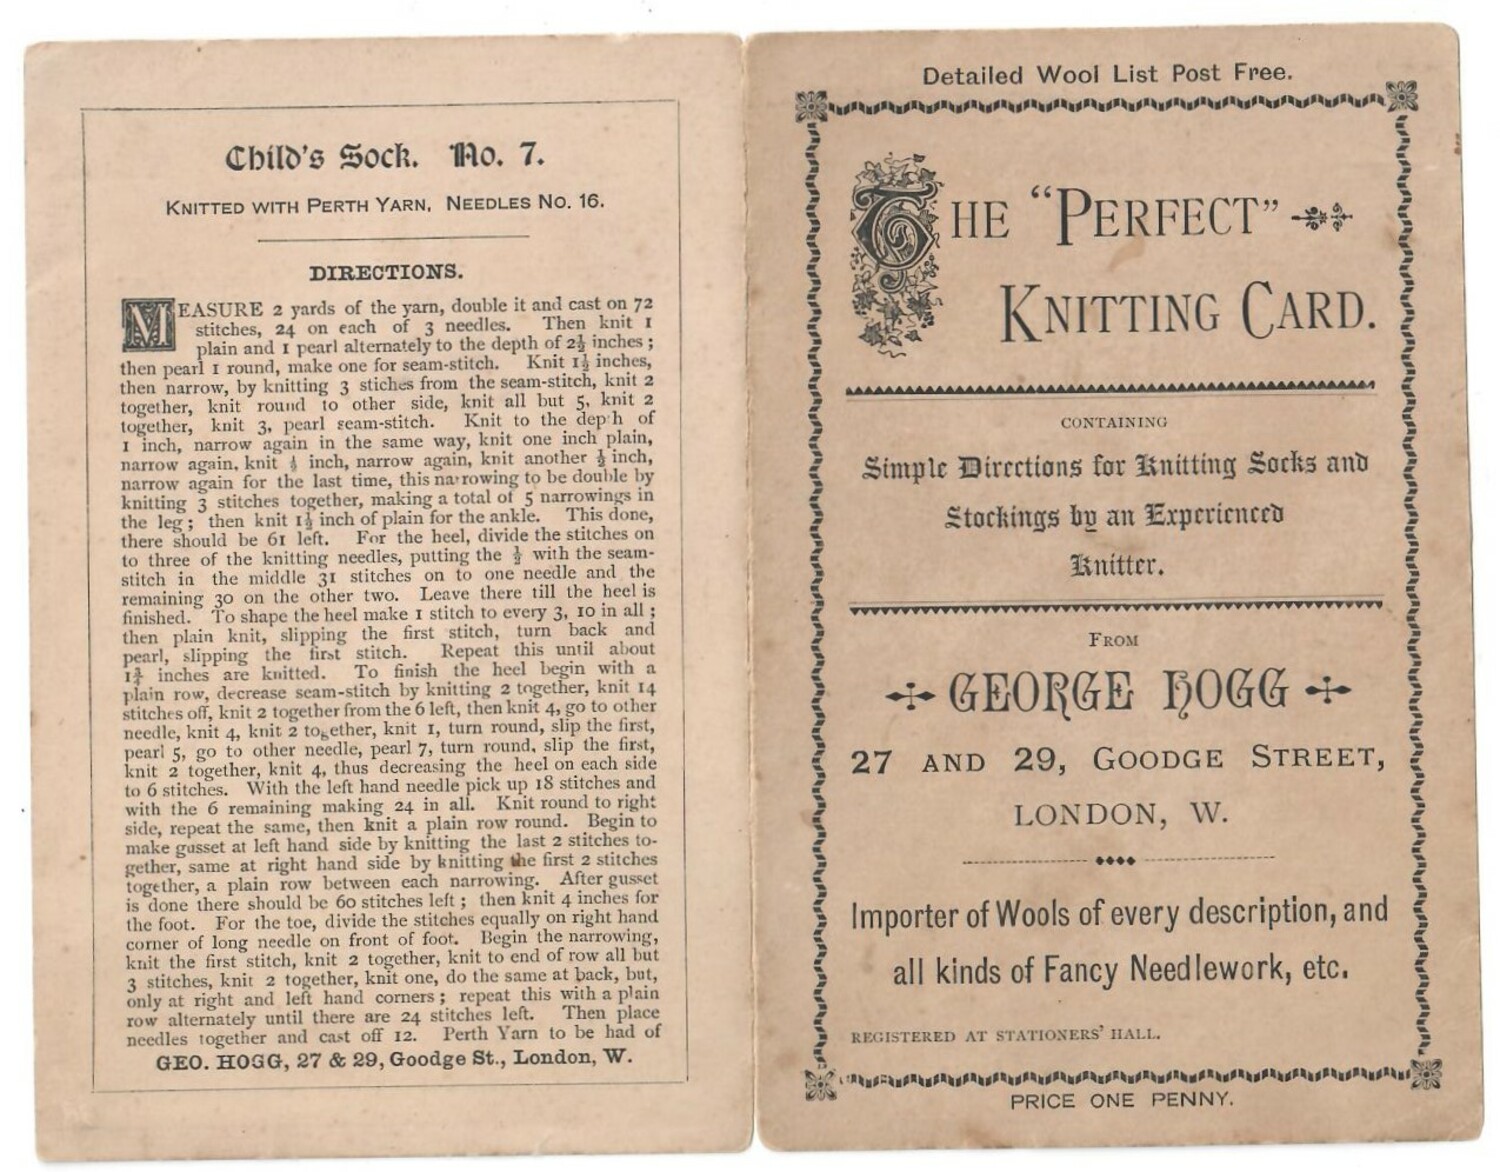 Child's Sock. No. 7.
KNITTED WITH PERTH YARN, NEEDLES No. 16.
DIRECTIONS.
MEASURE 2 yards of the yarn, double it and cast on 72
stitches, 24 on each of 3 needles. Then knit 1
plain and 1 pearl alternately to the depth of 2½ inches;
then pearl 1 round, make one for seam-stitch. Knit 1½ inches,
then narrow, by knitting 3 stiches from the seam-stitch, knit 2
together, knit round to other side, knit all but 5, knit 2
together, knit 3, pearl seam-stitch. Knit to the depth of
1 inch, narrow again in the same way, knit one inch plain,
narrow again, knit ½ inch, narrow again, knit another ½ inch,
narrow again for the last time, this narrowing to be double by
knitting 3 stitches together, making a total of 5 narrowings in
the leg; then knit 1½ inch of plain for the ankle. This done,
there should be 61 left. For the heel, divide the stitches on
to three of the knitting needles, putting the ½ with the seam-
stitch in the middle 31 stitches on to one needle and the
remaining 30 on the other two. Leave there till the heel is
finished. To shape the heel make 1 stitch to every 3, 10 in all;
then plain knit, slipping the first stitch, turn back and
pearl, slipping the first stitch. Repeat this until about
1¾ inches are knitted. To finish the heel begin with a
plain row, decrease seam-stitch by knitting 2 together, knit 14
stitches off, knit 2 together from the 6 left, then knit 4, go to other
needle, knit 4, knit 2 together, knit 1, turn round, slip the first,
pearl 5, go to other needle, pearl 7, turn round, slip the first,
knit 2 together, knit 4, thus decreasing the heel on each side
to 6 stitches. With the left hand needle pick up 18 stitches and
with the 6 remaining making 24 in all. Knit round to right
side, repeat the same, then knit a plain row round. Begin to
make gusset at left hand side by knitting the last 2 stitches to-
gether, same at right hand side by knitting the first 2 stitches
together, a plain row between each narrowing. After gusset
is done there should be 60 stitches left; then knit 4 inches for
the foot. For the toe, divide the stitches equally on right hand
corner of long needle on front of foot. Begin the narrowing,
knit the first stitch, knit 2 together, knit to end of row all but
3 stitches, knit 2 together, knit one, do the same at back, but,
only at right and left hand corners; repeat this with a plain
row alternately until there are 24 stitches left. Then place
needles together and cast off 12. Perth Yarn to be had of
GEO. HOGG, 27 & 29, Goodge St., London, W.
Detailed Wool List Post Free.
THE "PERFECT"
KNITTING CARD.
CONTAINING
Simple Directions for Knitting Socks and
Stockings by an Experienced
Knitter.
FROM
GEORGE HOGG
27 AND 29, GOODGE STREET,
LONDON, W.
Importer of Wools of every description, and
all kinds of Fancy Needlework, etc.
REGISTERED AT STATIONERS' HALL.
PRICE ONE PENNY.